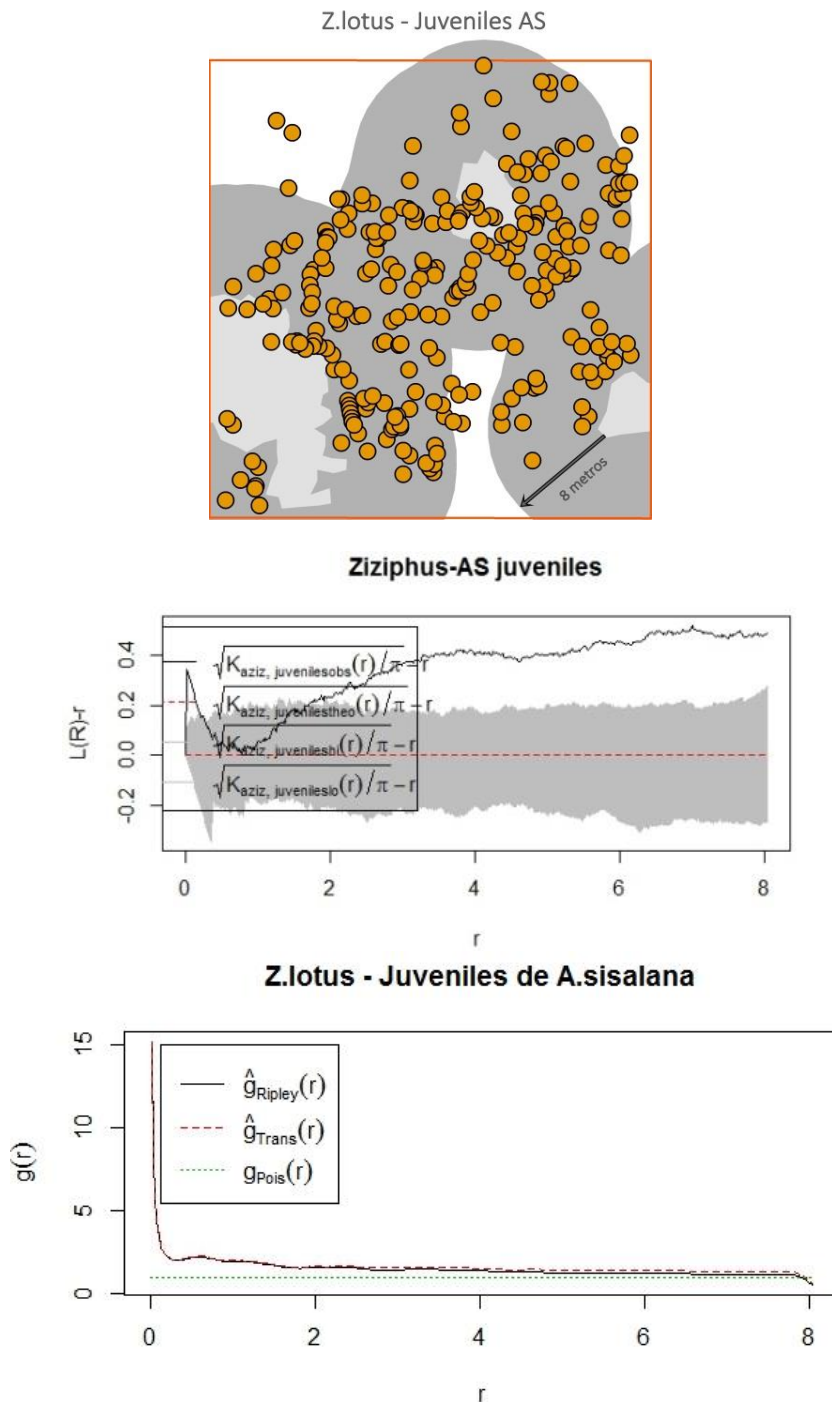 Z.lotus - Juveniles AS
8 metros
Ziziphus-AS juveniles
L(R)-r
0.4
0.2
0.0
-0.2
√K_aziz, juvenilesobs(r)/π-r
√K_aziz, juvenilestheo(r)/π-r
√K_aziz, juvenileshi(r)/π-r
√K_aziz, juvenileslo(r)/π-r
0 2 4 6 8
r
Z.lotus - Juveniles de A.sisalana
g(r)
15
10
5
0
ĝ_Ripley(r)
ĝ_Trans(r)
g_Pois(r)
0 2 4 6 8
r